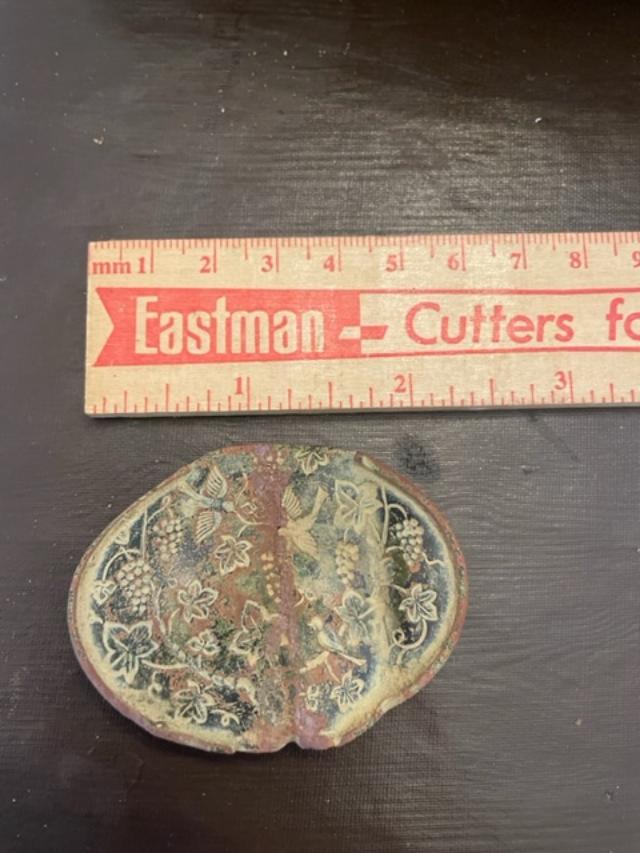 mm 1 2 3 4 5 6 7 8 9
Eastman - Cutters fo
1 2 3